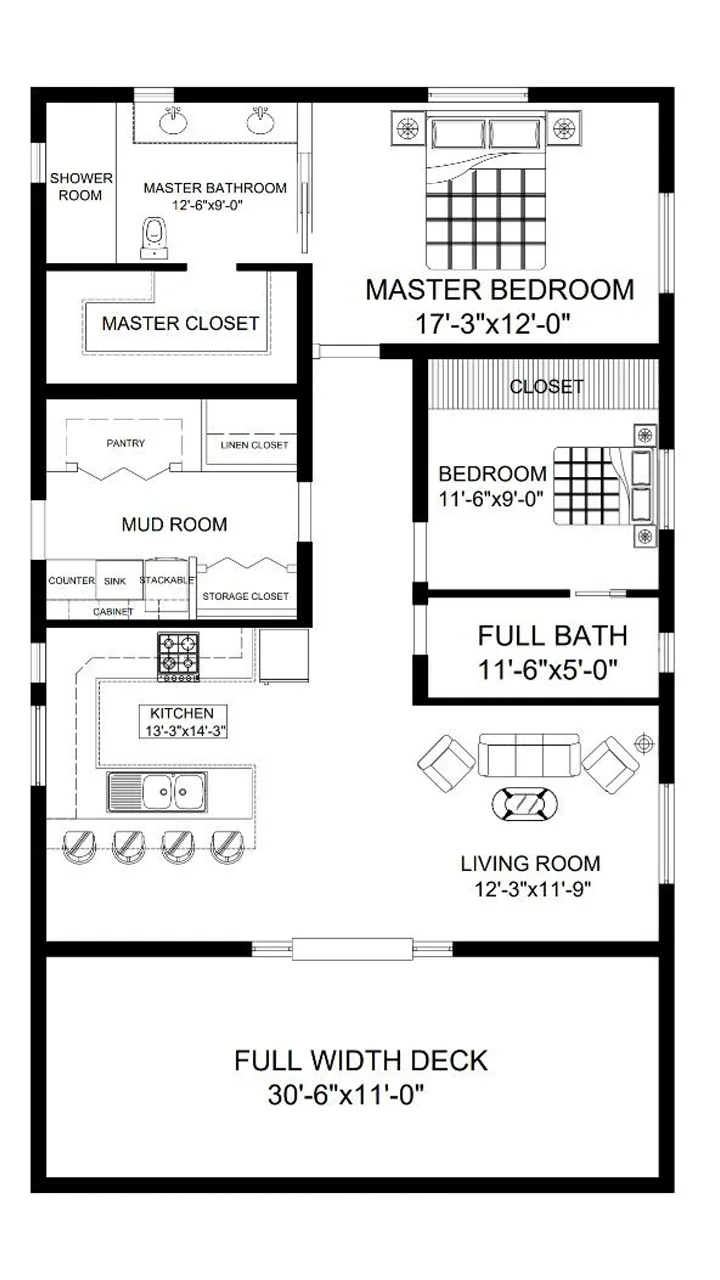 SHOWER
ROOM
MASTER BATHROOM
12'-6"x9'-0"
MASTER BEDROOM
17'-3"x12'-0"
MASTER CLOSET
CLOSET
PANTRY
LINEN CLOSET
BEDROOM
11'-6"x9'-0"
MUD ROOM
COUNTER
SINK
STACKABLE
STORAGE CLOSET
CABINET
FULL BATH
11'-6"x5'-0"
KITCHEN
13'-3"x14'-3"
LIVING ROOM
12'-3"x11'-9"
FULL WIDTH DECK
30'-6"x11'-0"